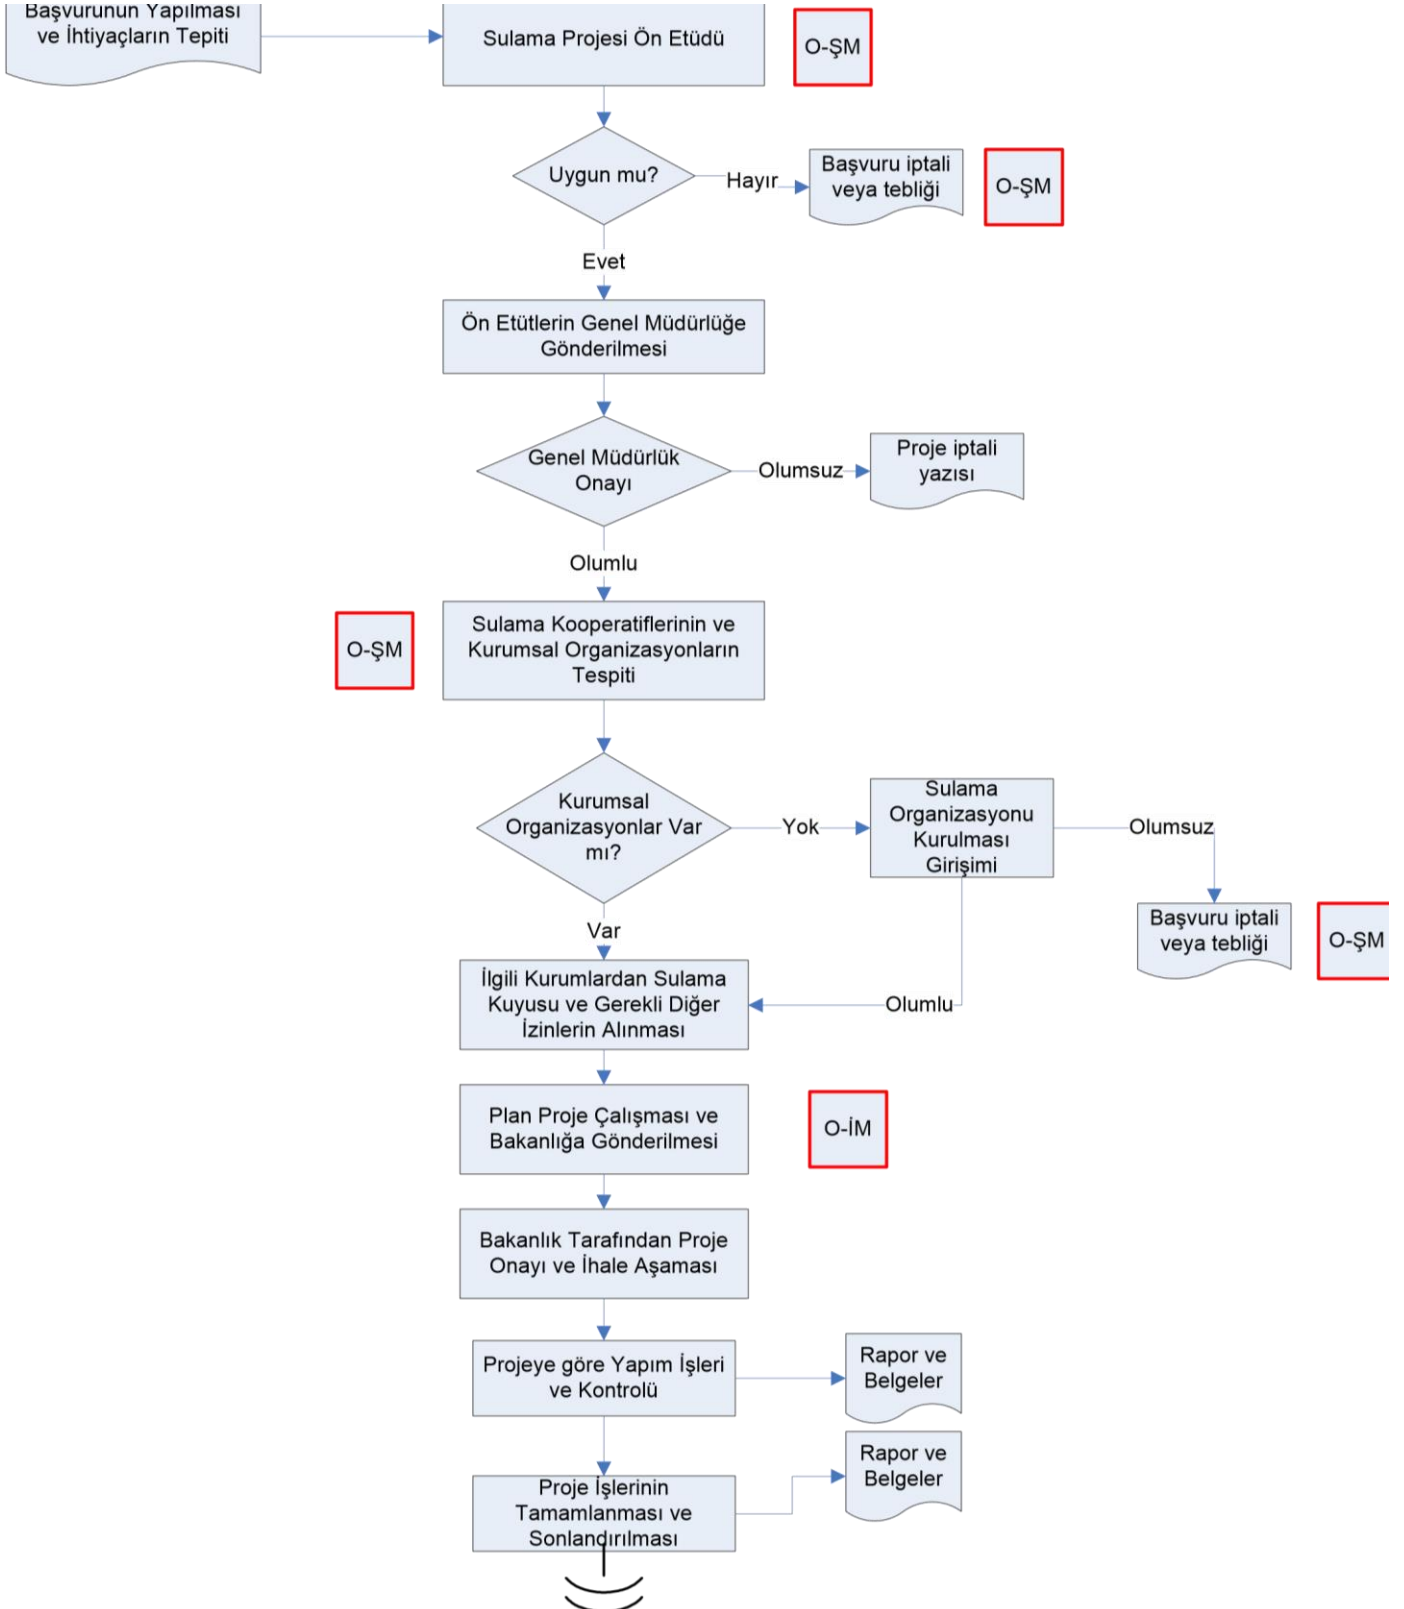 Başvurunun Yapılması
ve İhtiyaçların Tepiti
Sulama Projesi Ön Etüdü
O-ŞM
Uygun mu?
Hayır
Başvuru iptali
veya tebliği
O-ŞM
Evet
Ön Etütlerin Genel Müdürlüğe
Gönderilmesi
Genel Müdürlük
Onayı
Olumsuz
Proje iptali
yazısı
Olumlu
O-ŞM
Sulama Kooperatiflerinin ve
Kurumsal Organizasyonların
Tespiti
Kurumsal
Organizasyonlar Var
mı?
Yok
Sulama
Organizasyonu
Kurulması
Girişimi
Olumsuz
Başvuru iptali
veya tebliği
O-ŞM
Var
İlgili Kurumlardan Sulama
Kuyusu ve Gerekli Diğer
İzinlerin Alınması
Olumlu
Plan Proje Çalışması ve
Bakanlığa Gönderilmesi
O-İM
Bakanlık Tarafından Proje
Onayı ve İhale Aşaması
Projeye göre Yapım İşleri
ve Kontrolü
Rapor ve
Belgeler
Proje İşlerinin
Tamamlanması ve
Sonlandırılması
Rapor ve
Belgeler